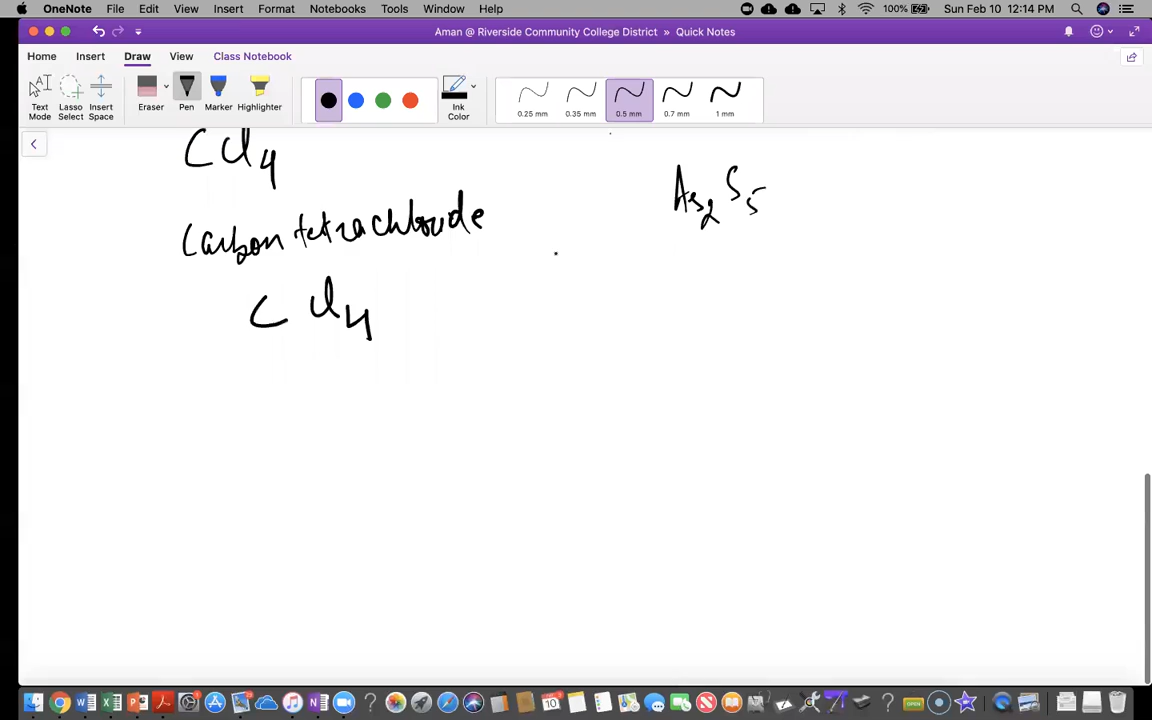 OneNote File Edit View Insert Format Notebooks Tools Window Help 100% Sun Feb 10 12:14 PM
Aman @ Riverside Community College District » Quick Notes
Home Insert Draw View Class Notebook
Text Mode Lasso Select Insert Space Eraser Pen Marker Highlighter Ink Color 0.25 mm 0.35 mm 0.5 mm 0.7 mm 1 mm
CCl4
As2S5
Carbon tetrachloride
CCl4